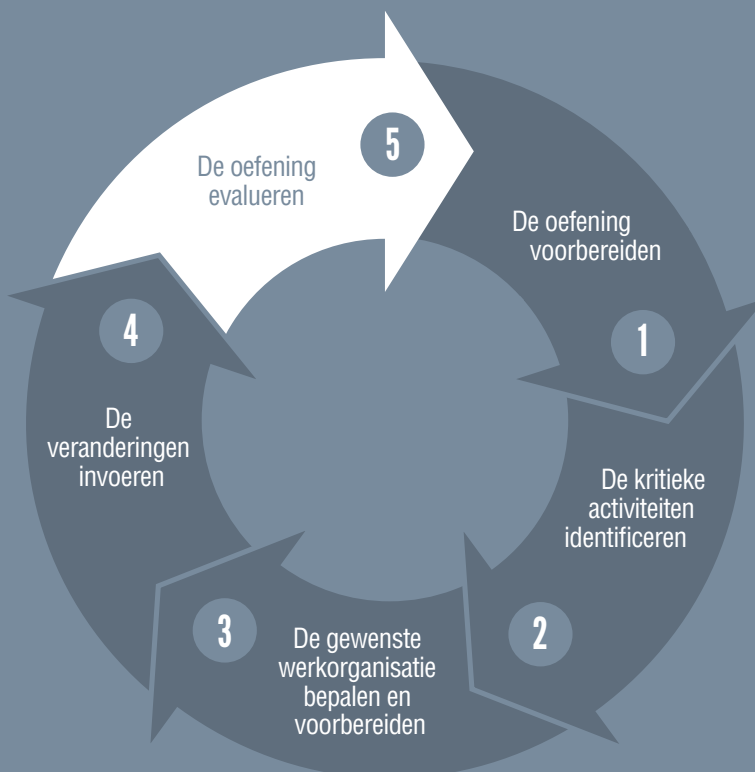 De oefening
voorbereiden
1
De kritieke
activiteiten
identificeren
2
De gewenste
werkorganisatie
bepalen en
voorbereiden
3
De
veranderingen
invoeren
4
De oefening
evalueren
5